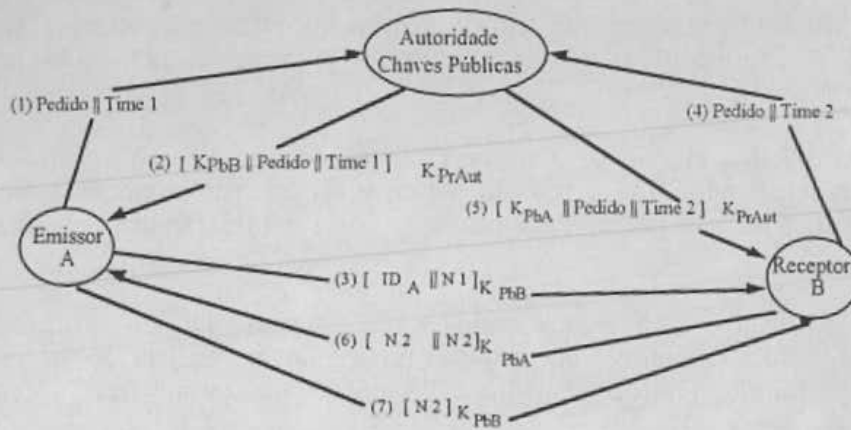 Autoridade
Chaves Públicas
(1) Pedido || Time 1
(4) Pedido || Time 2
(2) [ KPbB || Pedido || Time 1 ] KPrAut
(5) [ KPbA || Pedido || Time 2 ] KPrAut
Emissor
A
Receptor
B
(3) [ IDA || N1]KPbB
(6) [ N2 || N2]KPbA
(7) [ N2 ]KPbB